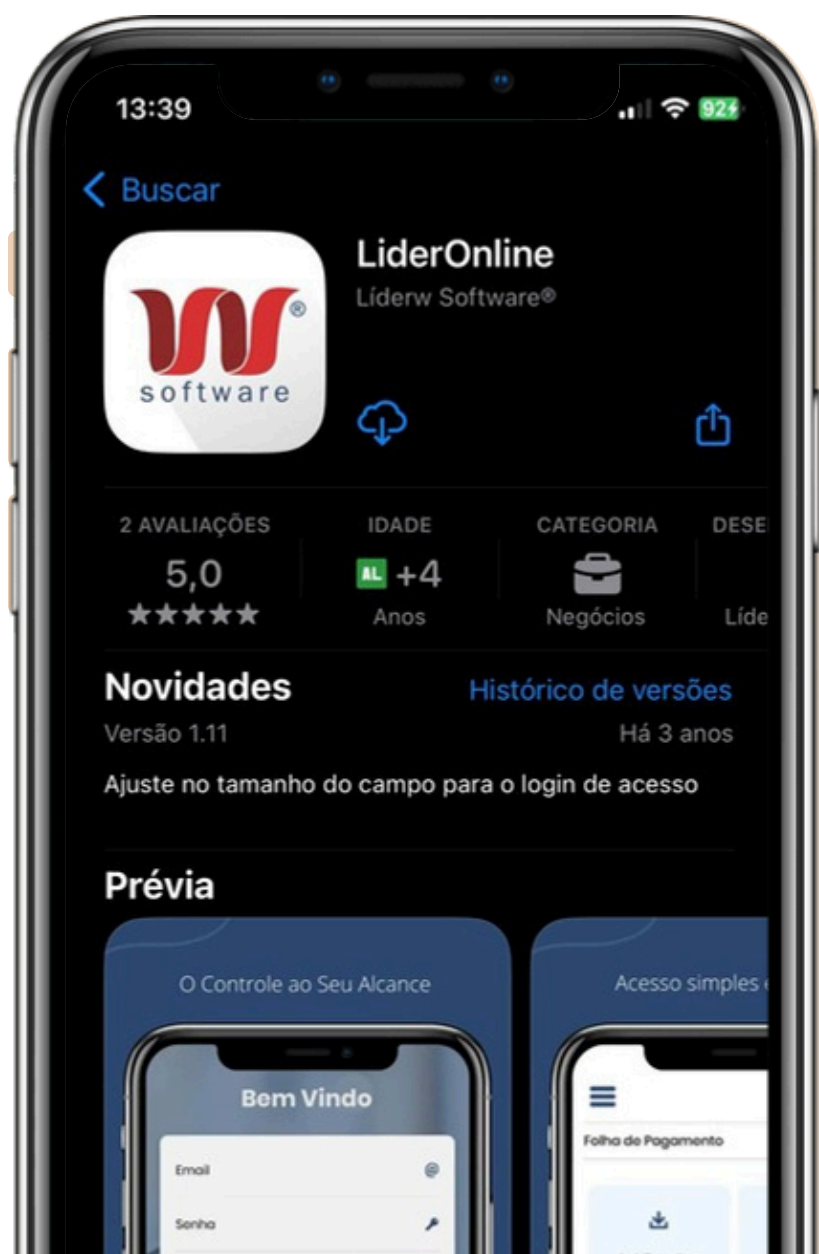 13:39
92
Buscar
LiderOnline
Líderw Software®
W®
software
2 AVALIAÇÕES
IDADE
CATEGORIA
5,0
AL +4
Anos
Negócios
Novidades
Histórico de versões
Versão 1.11
Há 3 anos
Ajuste no tamanho do campo para o login de acesso
Prévia
O Controle ao Seu Alcance
Acesso simples
Bem Vindo
Email @
Senha
Folha de Pagamento